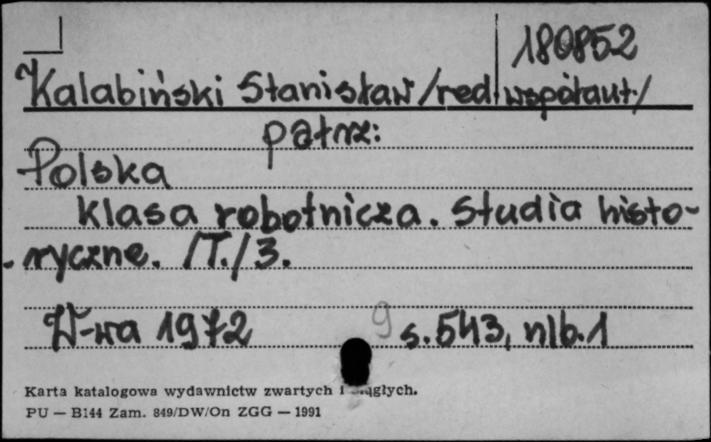 180852
Kalabiński Stanisław /red. współaut./
patrz:
Polska
klasa robotnicza. Studia histo-
ryczne. /T./ 3.
W-wa 1972 9 s. 543, nlb. 1
Karta katalogowa wydawnictw zwartych i
PU — B144 Zam. 849/DW/On ZGG — 1991